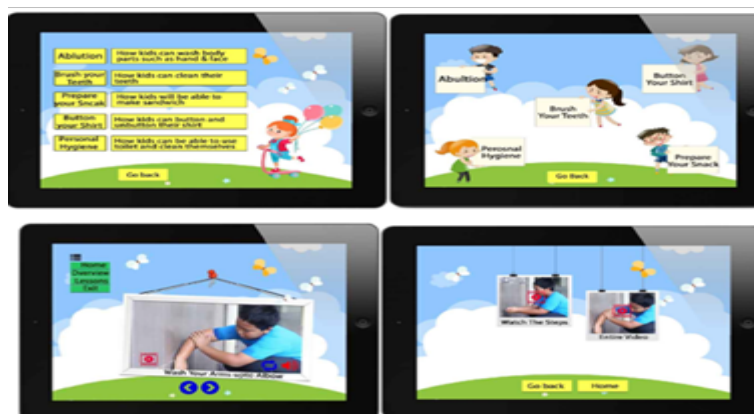 Ablution
How kids can wash body
parts such as hand & face
Brush your
Teeth
How kids can clean their
teeth
Prepare
your Sncak
How kids will be able to
make sandwich
Button
your Shirt
How kids can button and
unbutton their shirt
Personal
Hygiene
How kids can be able to use
toilet and clean themselves
Go back
Abultion
Button
Your Shirt
Brush
Your Teeth
Perosnal
Hygiene
Prepare
Your Snack
Go Back
Home
Overview
Lessons
Exit
Wash Your Arms upto Albow
Watch The Steps
Entire Video
Go back
Home